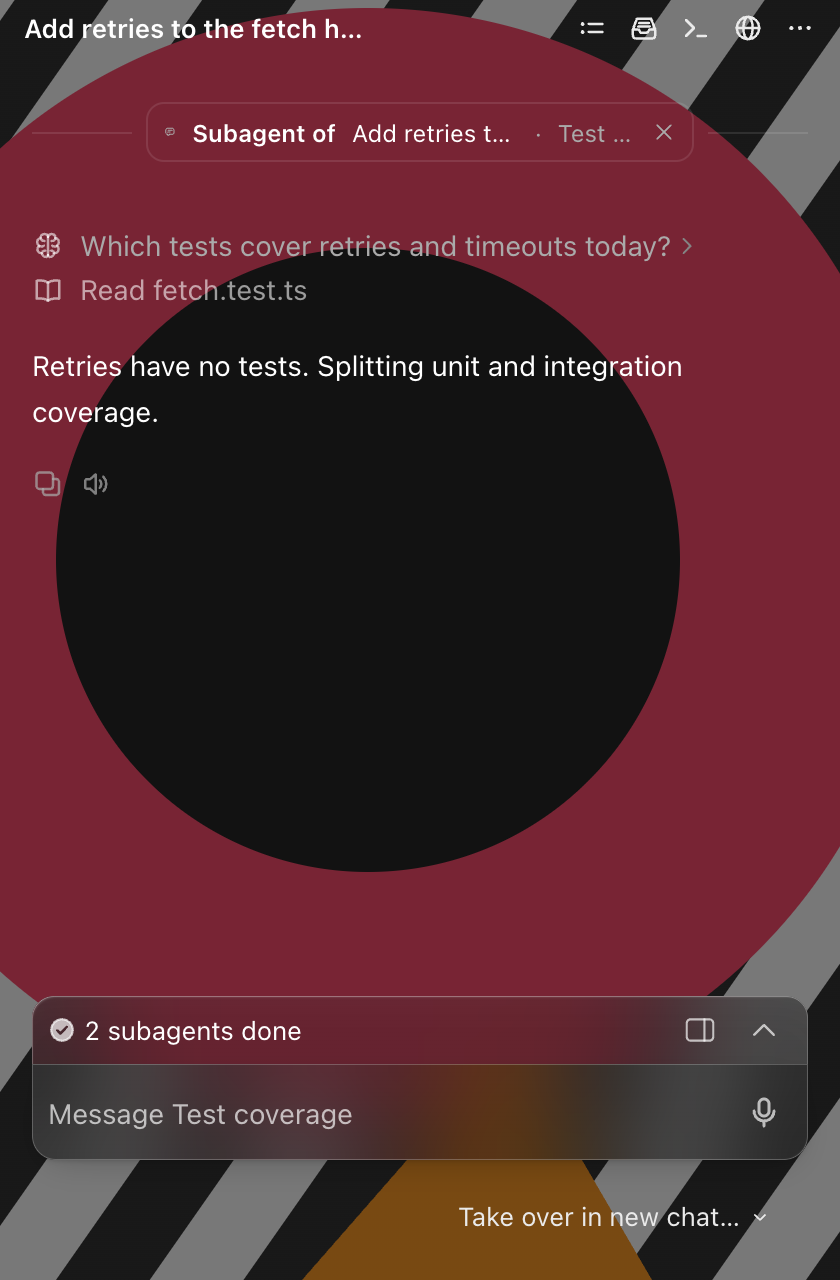 Add retries to the fetch h...
Subagent of Add retries t... · Test ...
Which tests cover retries and timeouts today?
Read fetch.test.ts
Retries have no tests. Splitting unit and integration
coverage.
2 subagents done
Message Test coverage
Take over in new chat...